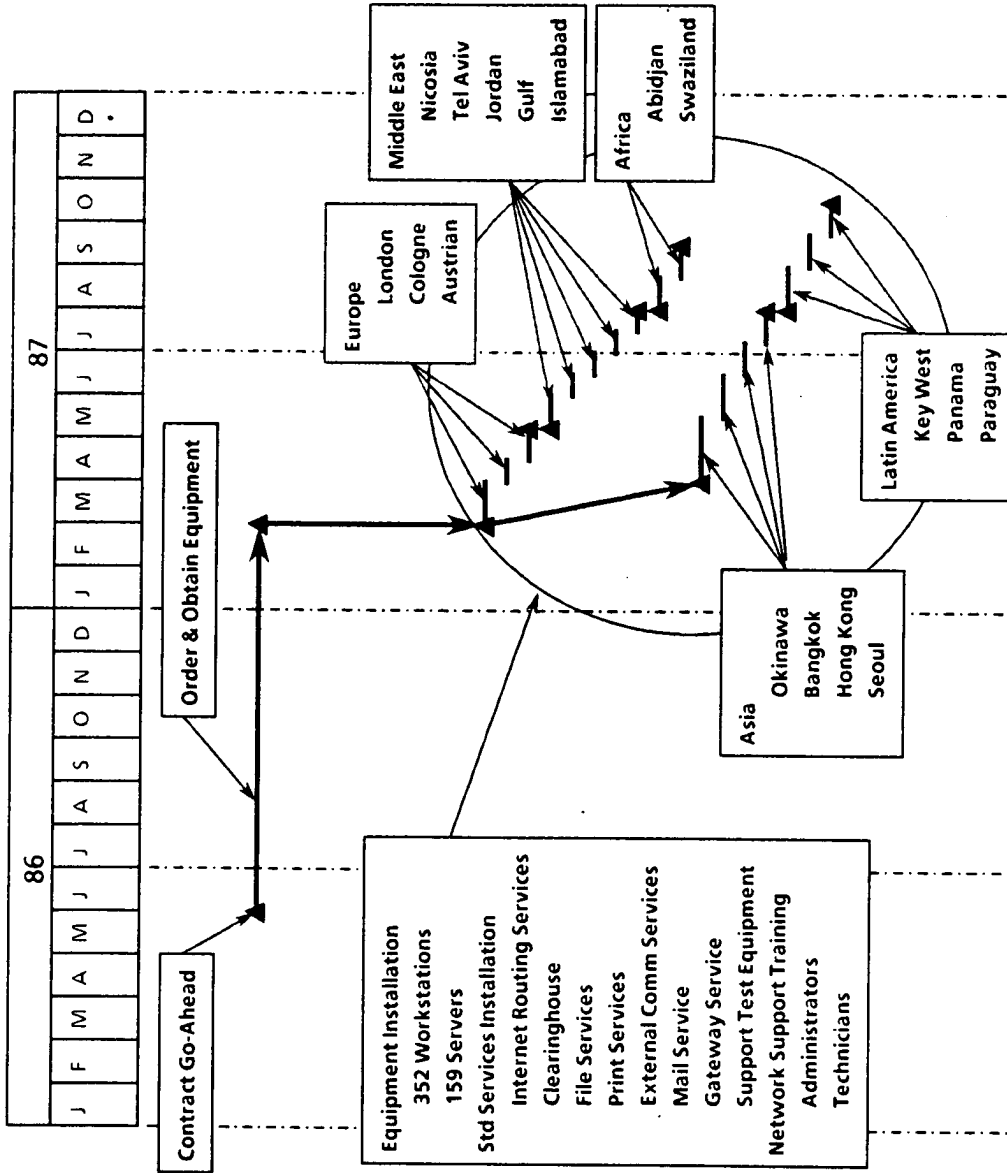 86
87
J F M A M J J A S O N D J F M A M J J A S O N D
Contract Go-Ahead
Order & Obtain Equipment
Equipment Installation
352 Workstations
159 Servers
Std Services Installation
Internet Routing Services
Clearinghouse
File Services
Print Services
External Comm Services
Mail Service
Gateway Service
Support Test Equipment
Network Support Training
Administrators
Technicians
Europe
London
Cologne
Austrian
Middle East
Nicosia
Tel Aviv
Jordan
Gulf
Islamabad
Africa
Abidjan
Swaziland
Asia
Okinawa
Bangkok
Hong Kong
Seoul
Latin America
Key West
Panama
Paraguay